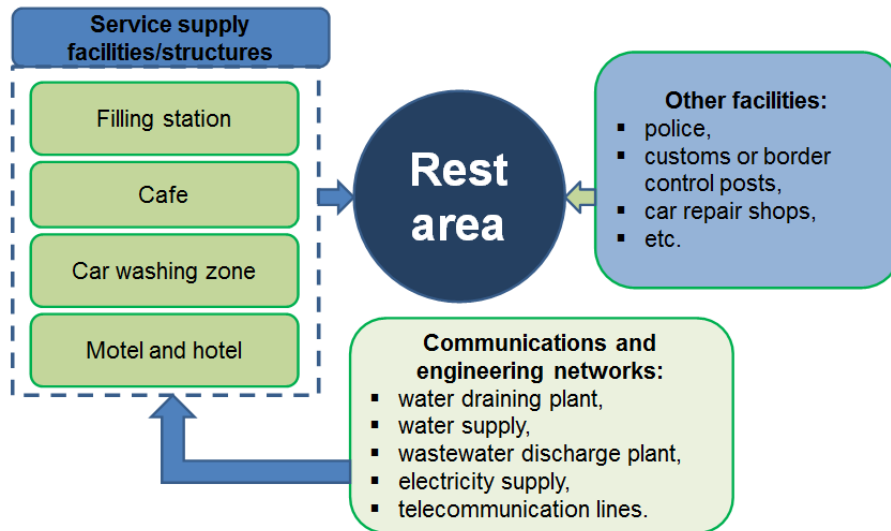 Service supply
facilities/structures
Filling station
Cafe
Car washing zone
Motel and hotel
Rest
area
Other facilities:
▪ police,
▪ customs or border
control posts,
▪ car repair shops,
▪ etc.
Communications and
engineering networks:
▪ water draining plant,
▪ water supply,
▪ wastewater discharge plant,
▪ electricity supply,
▪ telecommunication lines.